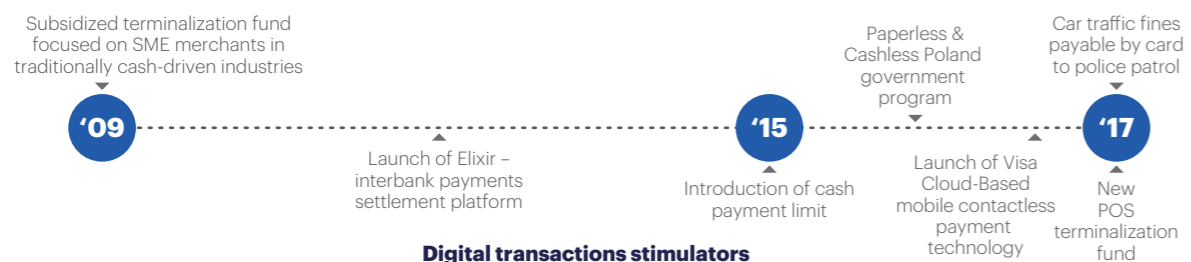 Subsidized terminalization fund
focused on SME merchants in
traditionally cash-driven industries
‘09
Launch of Elixir –
interbank payments
settlement platform
‘15
Introduction of cash
payment limit
Paperless &
Cashless Poland
government
program
Launch of Visa
Cloud-Based
mobile contactless
payment
technology
Car traffic fines
payable by card
to police patrol
‘17
New
POS
terminalization
fund
Digital transactions stimulators